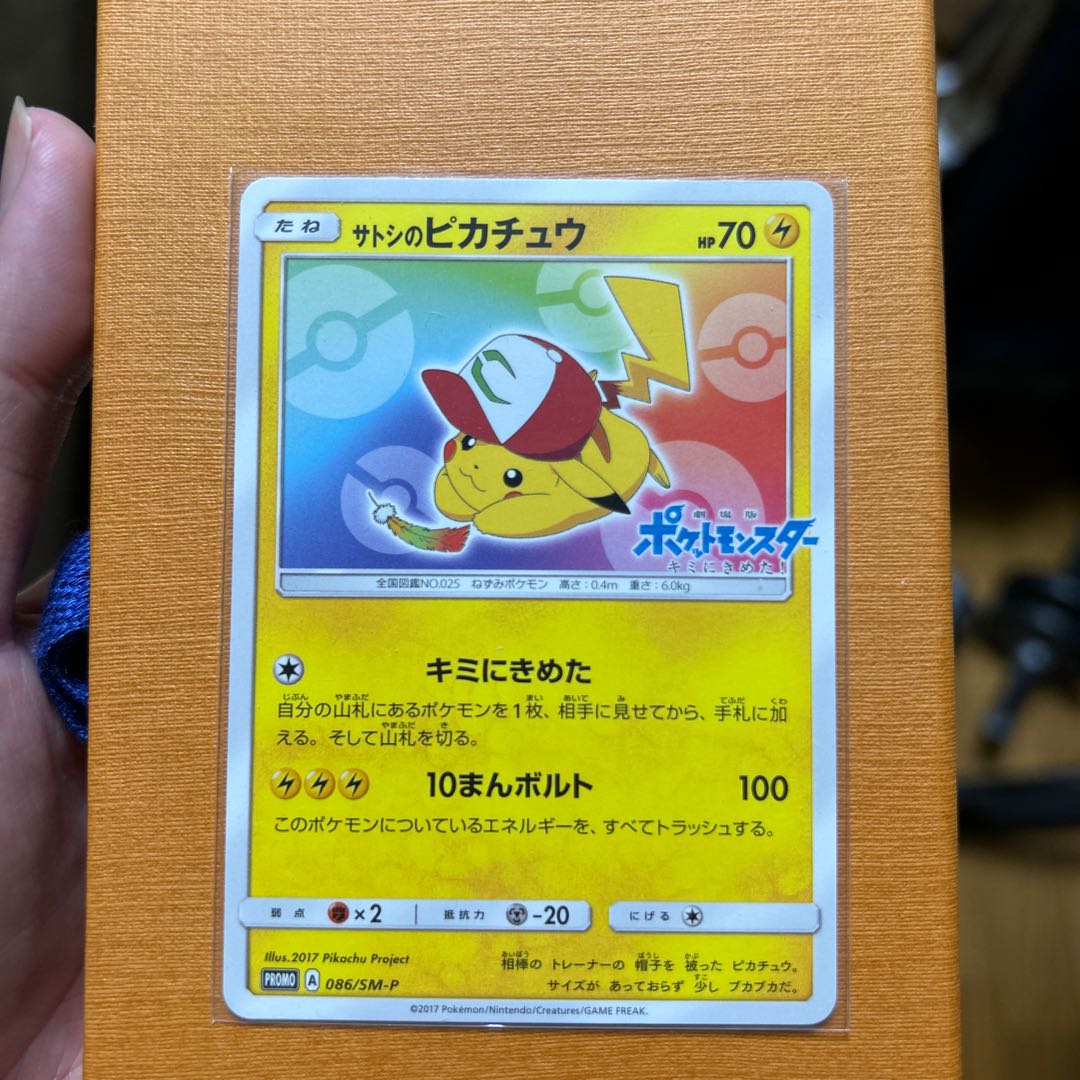 たね サトシのピカチュウ HP70
劇場版
ポケットモンスター
キミにきめた!
全国図鑑NO.025 ねずみポケモン 高さ:0.4m 重さ:6.0kg
キミにきめた
自分の山札にあるポケモンを1枚、相手に見せてから、手札に加
える。そして山札を切る。
10まんボルト 100
このポケモンについているエネルギーを、すべてトラッシュする。
弱点 ×2 抵抗力 -20 にげる
Illus.2017 Pikachu Project
相棒の トレーナーの 帽子を 被った ピカチュウ。
PROMO A 086/SM-P
サイズが あっておらず 少し ブカブカだ。
©2017 Pokémon/Nintendo/Creatures/GAME FREAK.